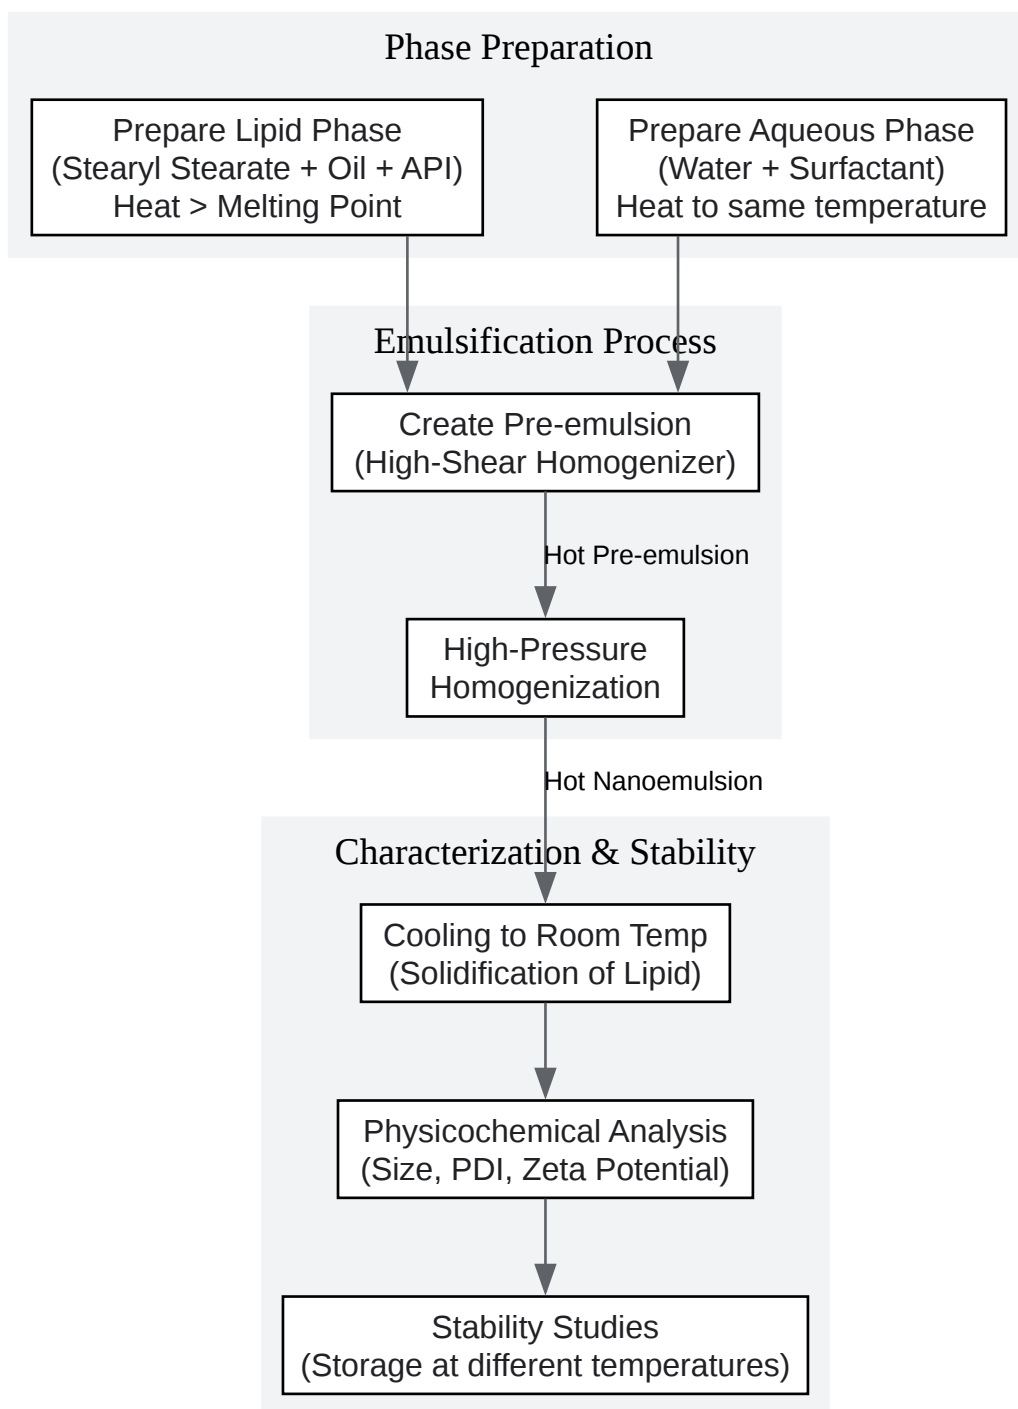 Phase Preparation
Prepare Lipid Phase
(Stearyl Stearate + Oil + API)
Heat > Melting Point
Prepare Aqueous Phase
(Water + Surfactant)
Heat to same temperature
Emulsification Process
Create Pre-emulsion
(High-Shear Homogenizer)
Hot Pre-emulsion
High-Pressure
Homogenization
Hot Nanoemulsion
Characterization & Stability
Cooling to Room Temp
(Solidification of Lipid)
Physicochemical Analysis
(Size, PDI, Zeta Potential)
Stability Studies
(Storage at different temperatures)